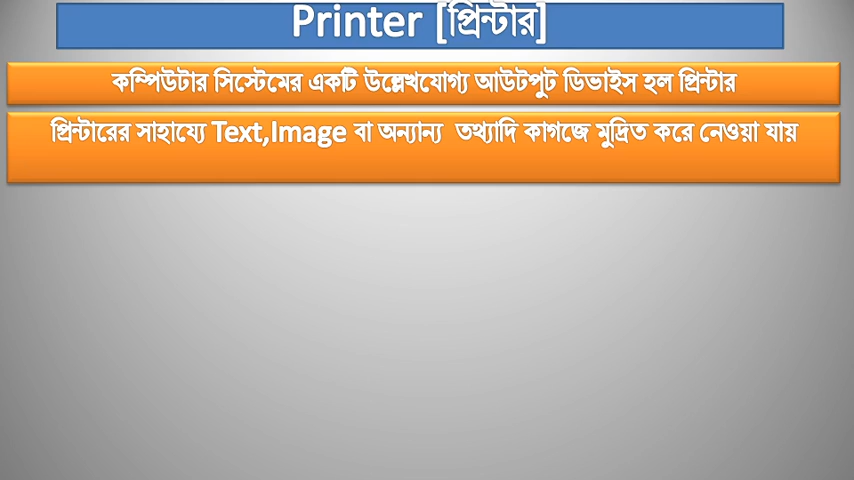 Printer [প্রিন্টার]
কম্পিউটার সিস্টেমের একটি উল্লেখযোগ্য আউটপুট ডিভাইস হল প্রিন্টার
প্রিন্টারের সাহায্যে Text,Image বা অন্যান্য তথ্যাদি কাগজে মুদ্রিত করে নেওয়া যায়